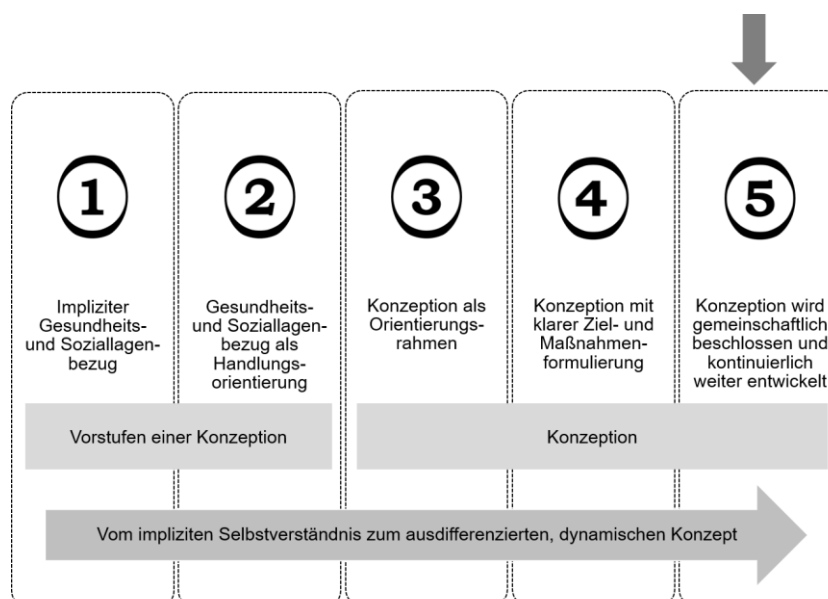 1
2
3
4
5
Impliziter
Gesundheits-
und Soziallagen-
bezug
Gesundheits-
und Soziallagen-
bezug als
Handlungs-
orientierung
Konzeption als
Orientierungs-
rahmen
Konzeption mit
klarer Ziel- und
Maßnahmen-
formulierung
Konzeption wird
gemeinschaftlich
beschlossen und
kontinuierlich
weiter entwickelt
Vorstufen einer Konzeption
Konzeption
Vom impliziten Selbstverständnis zum ausdifferenzierten, dynamischen Konzept